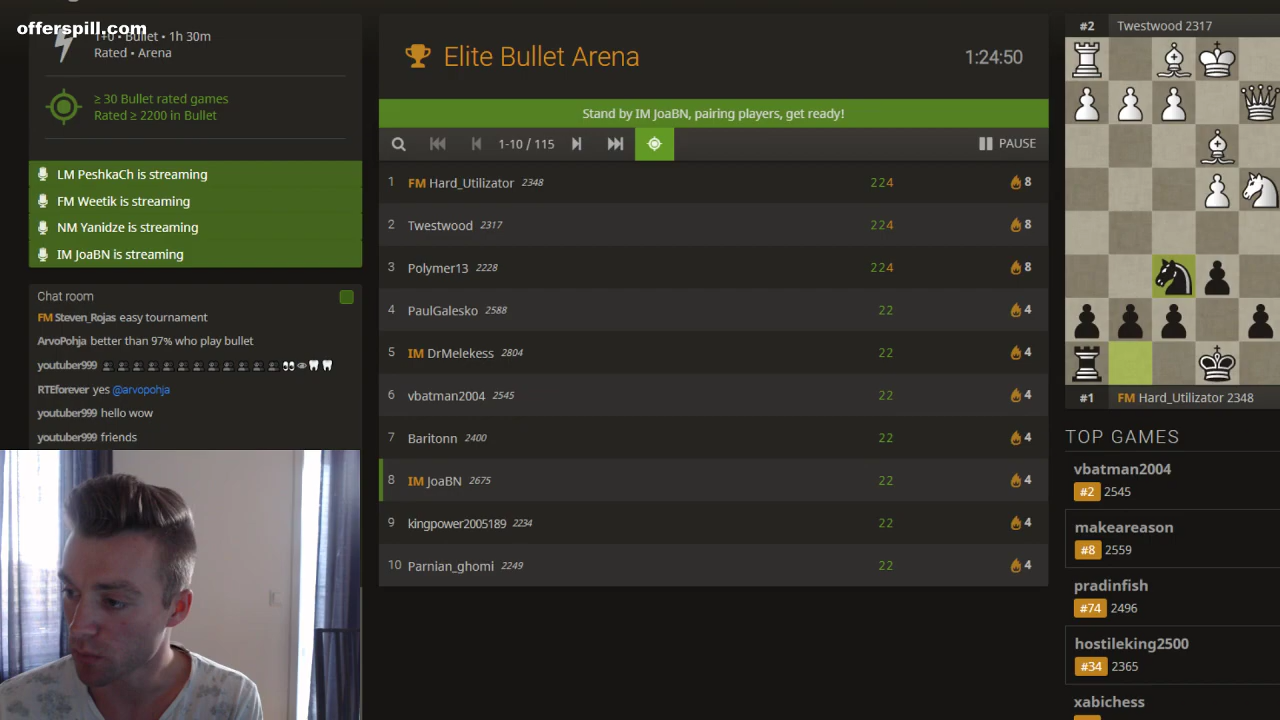 offerspill.com
1+0 • Bullet • 1h 30m
Rated • Arena
≥ 30 Bullet rated games
Rated ≥ 2200 in Bullet
LM PeshkaCh is streaming
FM Weetik is streaming
NM Yanidze is streaming
IM JoaBN is streaming
Chat room
FM Steven_Rojas easy tournament
ArvoPohja better than 97% who play bullet
youtuber999
RTEforever yes @arvopohja
youtuber999 hello wow
youtuber999 friends
Elite Bullet Arena
1:24:50
Stand by IM JoaBN, pairing players, get ready!
1-10 / 115
PAUSE
1 FM Hard_Utilizator 2348 224 8
2 Twestwood 2317 224 8
3 Polymer13 2228 224 8
4 PaulGalesko 2588 22 4
5 IM DrMelekess 2804 22 4
6 vbatman2004 2545 22 4
7 Baritonn 2400 22 4
8 IM JoaBN 2675 22 4
9 kingpower2005189 2234 22 4
10 Parnian_ghomi 2249 22 4
#2 Twestwood 2317
#1 FM Hard_Utilizator 2348
TOP GAMES
vbatman2004
#2 2545
makeareason
#8 2559
pradinfish
#74 2496
hostileking2500
#34 2365
xabichess